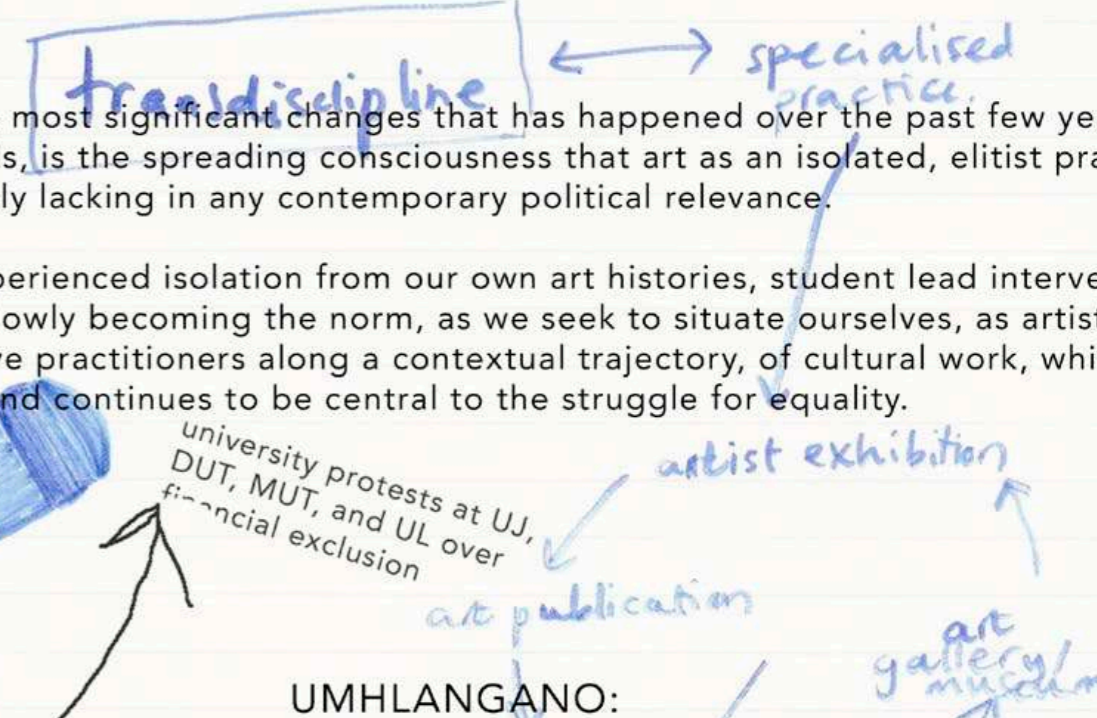 transdiscipline
specialised
practice.
most significant changes that has happened over the past few ye
s, is the spreading consciousness that art as an isolated, elitist pra
ly lacking in any contemporary political relevance.
perienced isolation from our own art histories, student lead interve
owly becoming the norm, as we seek to situate ourselves, as artist
ve practitioners along a contextual trajectory, of cultural work, whi
nd continues to be central to the struggle for equality.
university protests at UJ,
DUT, MUT, and UL over
financial exclusion
artist exhibition
art publication
art
gallery/
museum
UMHLANGANO: